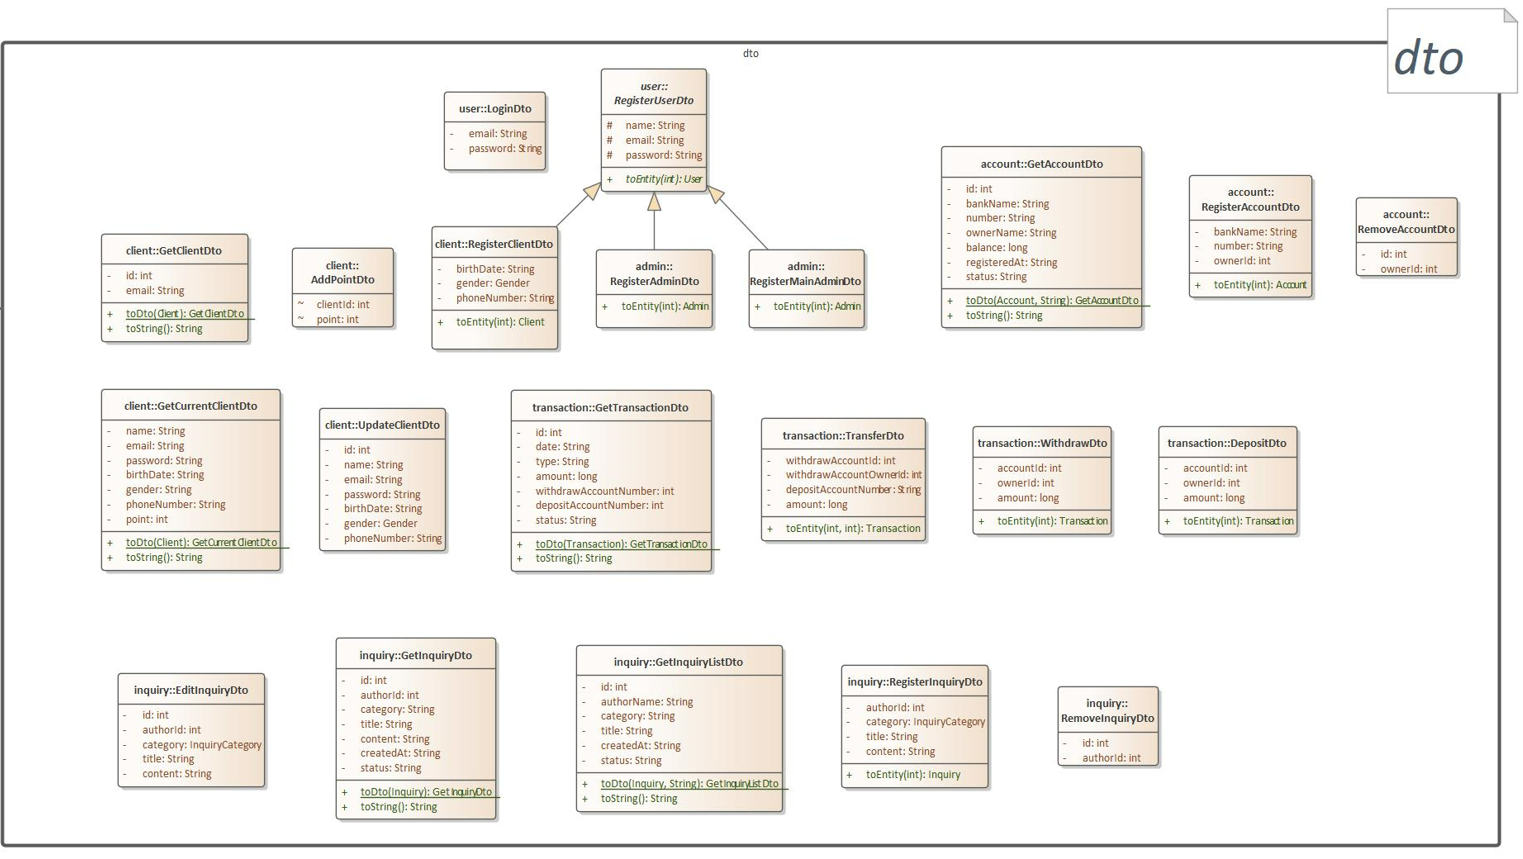 dto
dto
user::LoginDto
- email: String
- password: String
user::
RegisterUserDto
# name: String
# email: String
# password: String
+ toEntity(int): User
account::GetAccountDto
- id: int
- bankName: String
- number: String
- ownerName: String
- balance: long
- registeredAt: String
- status: String
+ toDto(Account, String): GetAccountDto
+ toString(): String
account::
RegisterAccountDto
- bankName: String
- number: String
- ownerId: int
+ toEntity(int): Account
account::
RemoveAccountDto
- id: int
- ownerId: int
client::GetClientDto
- id: int
- email: String
+ toDto(Client): GetClientDto
+ toString(): String
client::
AddPointDto
~ clientId: int
~ point: int
client::RegisterClientDto
- birthDate: String
- gender: Gender
- phoneNumber: String
+ toEntity(int): Client
admin::
RegisterAdminDto
+ toEntity(int): Admin
admin::
RegisterMainAdminDto
+ toEntity(int): Admin
client::GetCurrentClientDto
- name: String
- email: String
- password: String
- birthDate: String
- gender: String
- phoneNumber: String
- point: int
+ toDto(Client): GetCurrentClientDto
+ toString(): String
client::UpdateClientDto
- id: int
- name: String
- email: String
- password: String
- birthDate: String
- gender: Gender
- phoneNumber: String
transaction::GetTransactionDto
- id: int
- date: String
- type: String
- amount: long
- withdrawAccountNumber: int
- depositAccountNumber: int
- status: String
+ toDto(Transaction): GetTransactionDto
+ toString(): String
transaction::TransferDto
- withdrawAccountId: int
- withdrawAccountOwnerId: int
- depositAccountNumber: String
- amount: long
+ toEntity(int, int): Transaction
transaction::WithdrawDto
- accountId: int
- ownerId: int
- amount: long
+ toEntity(int): Transaction
transaction::DepositDto
- accountId: int
- ownerId: int
- amount: long
+ toEntity(int): Transaction
inquiry::EditInquiryDto
- id: int
- authorId: int
- category: InquiryCategory
- title: String
- content: String
inquiry::GetInquiryDto
- id: int
- authorId: int
- category: String
- title: String
- content: String
- createdAt: String
- status: String
+ toDto(Inquiry): GetInquiryDto
+ toString(): String
inquiry::GetInquiryListDto
- id: int
- authorName: String
- category: String
- title: String
- createdAt: String
- status: String
+ toDto(Inquiry, String): GetInquiryListDto
+ toString(): String
inquiry::RegisterInquiryDto
- authorId: int
- category: InquiryCategory
- title: String
- content: String
+ toEntity(int): Inquiry
inquiry::
RemoveInquiryDto
- id: int
- authorId: int